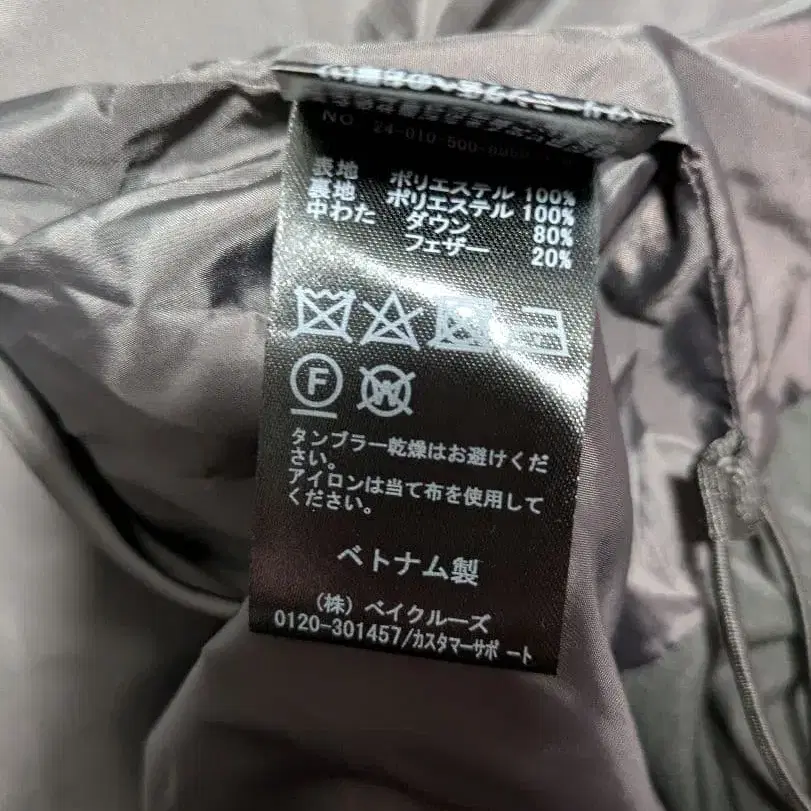 表地 ポリエステル 100%
裏地 ポリエステル 100%
中わた ダウン 80%
フェザー 20%
F
W
タンブラー乾燥はお避けくだ
さい。
アイロンは当て布を使用して
ください。
ベトナム製
(株)ベイクルーズ
0120-301457/カスタマーサポート